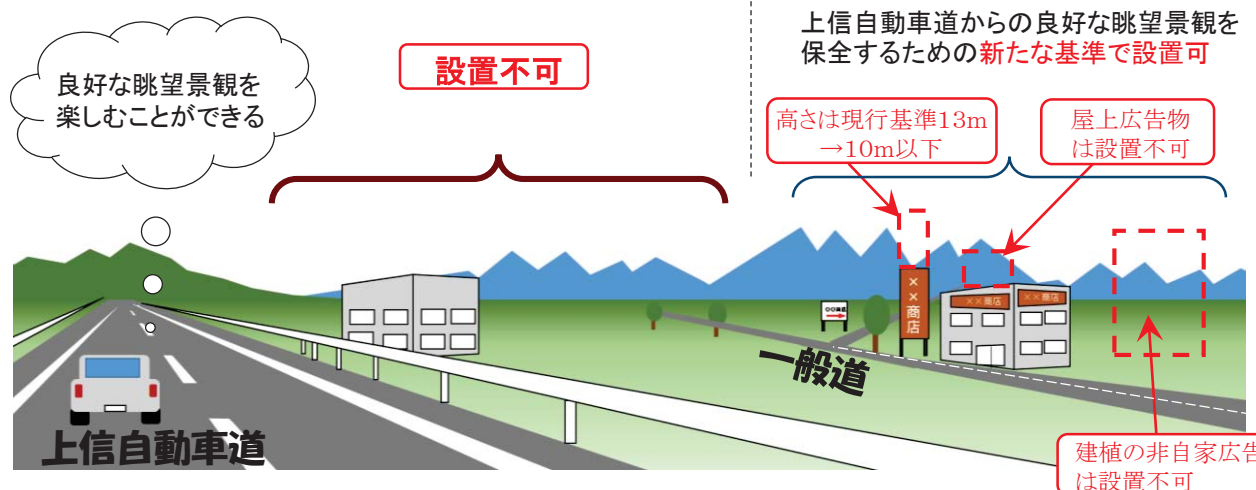 良好な眺望景観を
楽しむことができる
設置不可
上信自動車道からの良好な眺望景観を
保全するための新たな基準で設置可
高さは現行基準13m
→10m以下
屋上広告物
は設置不可
××商店
××商店
××商店
○○商店
一般道
上信自動車道
建植の非自家広告
は設置不可